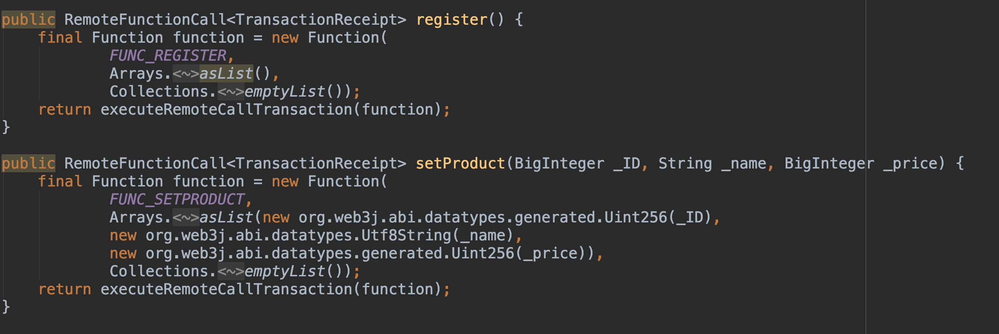 public RemoteFunctionCall<TransactionReceipt> register() {
final Function function = new Function(
FUNC_REGISTER,
Arrays.<~>asList(),
Collections.<~>emptyList());
return executeRemoteCallTransaction(function);
}
public RemoteFunctionCall<TransactionReceipt> setProduct(BigInteger _ID, String _name, BigInteger _price) {
final Function function = new Function(
FUNC_SETPRODUCT,
Arrays.<~>asList(new org.web3j.abi.datatypes.generated.Uint256(_ID),
new org.web3j.abi.datatypes.Utf8String(_name),
new org.web3j.abi.datatypes.generated.Uint256(_price)),
Collections.<~>emptyList());
return executeRemoteCallTransaction(function);
}